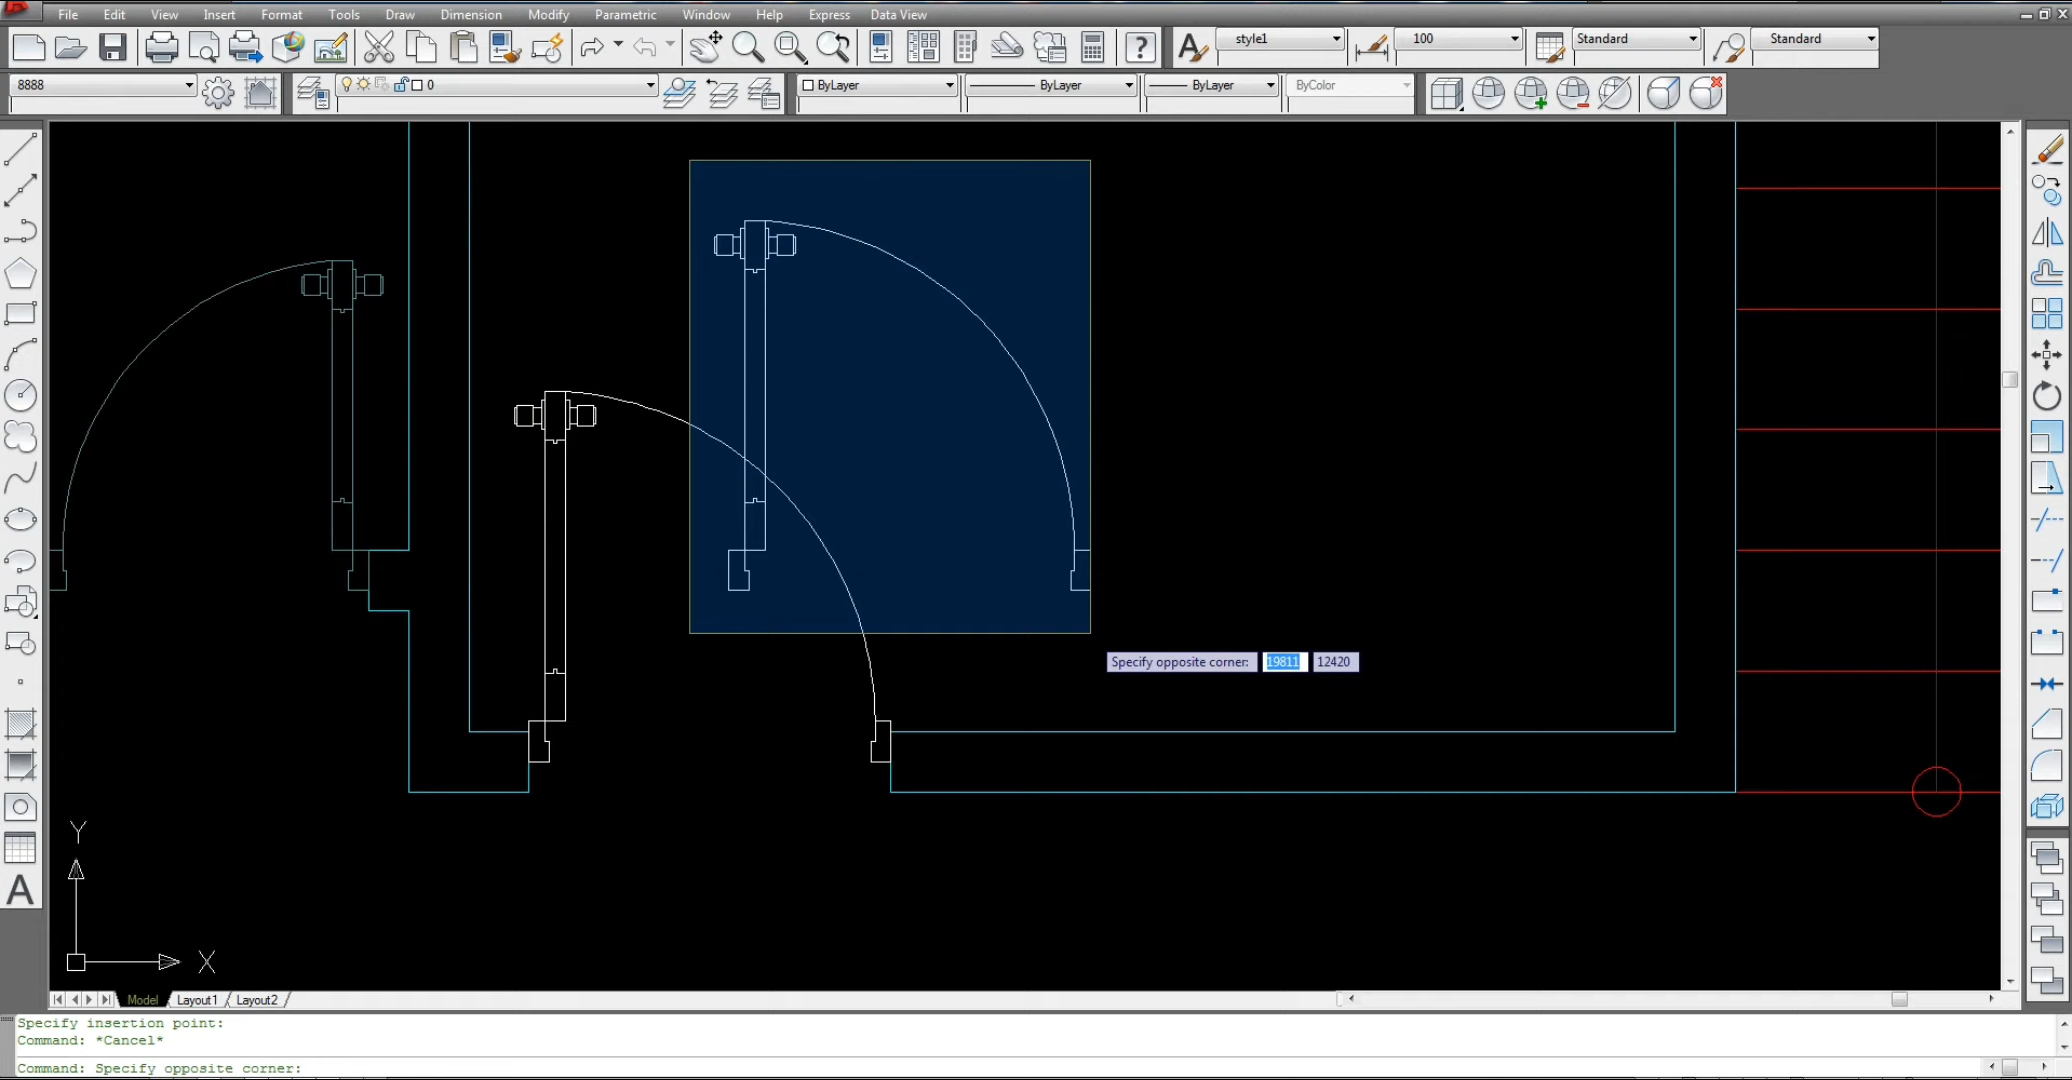 File Edit View Insert Format Tools Draw Dimension Modify Parametric Window Help Express Data View
style1 100 Standard Standard
8888 0 ByLayer ByLayer ByLayer ByColor
A
Specify opposite corner: 19811 12420
Y
X
Model Layout1 Layout2
Specify insertion point:
Command: *Cancel*
Command: Specify opposite corner: